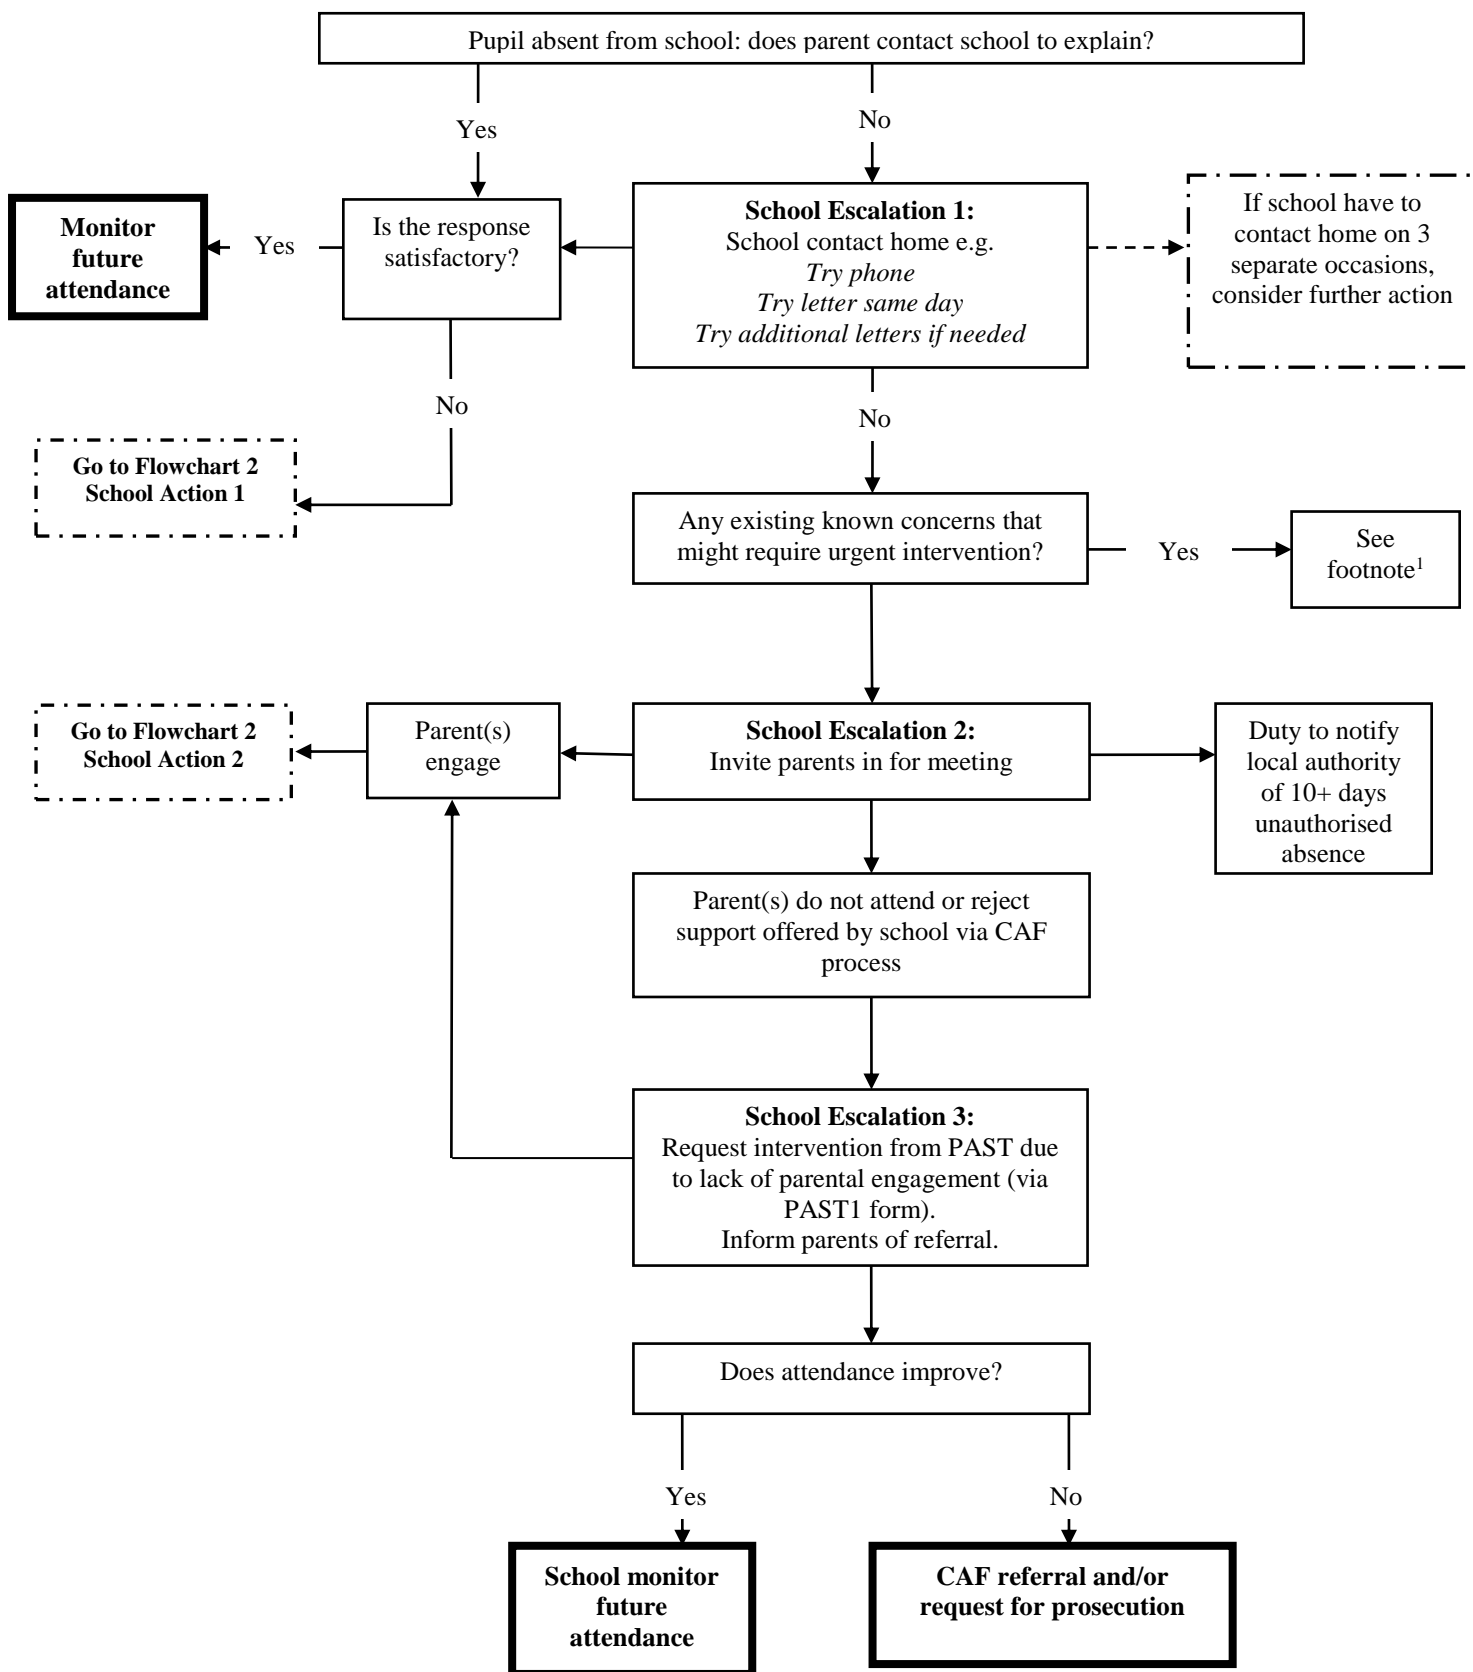 Pupil absent from school: does parent contact school to explain?
Yes
No
Monitor
future
attendance
Yes
Is the response
satisfactory?
School Escalation 1:
School contact home e.g.
Try phone
Try letter same day
Try additional letters if needed
If school have to
contact home on 3
separate occasions,
consider further action
No
No
Go to Flowchart 2
School Action 1
Any existing known concerns that
might require urgent intervention?
Yes
See
footnote¹
Go to Flowchart 2
School Action 2
Parent(s)
engage
School Escalation 2:
Invite parents in for meeting
Duty to notify
local authority
of 10+ days
unauthorised
absence
Parent(s) do not attend or reject
support offered by school via CAF
process
School Escalation 3:
Request intervention from PAST due
to lack of parental engagement (via
PAST1 form).
Inform parents of referral.
Does attendance improve?
Yes
No
School monitor
future
attendance
CAF referral and/or
request for prosecution